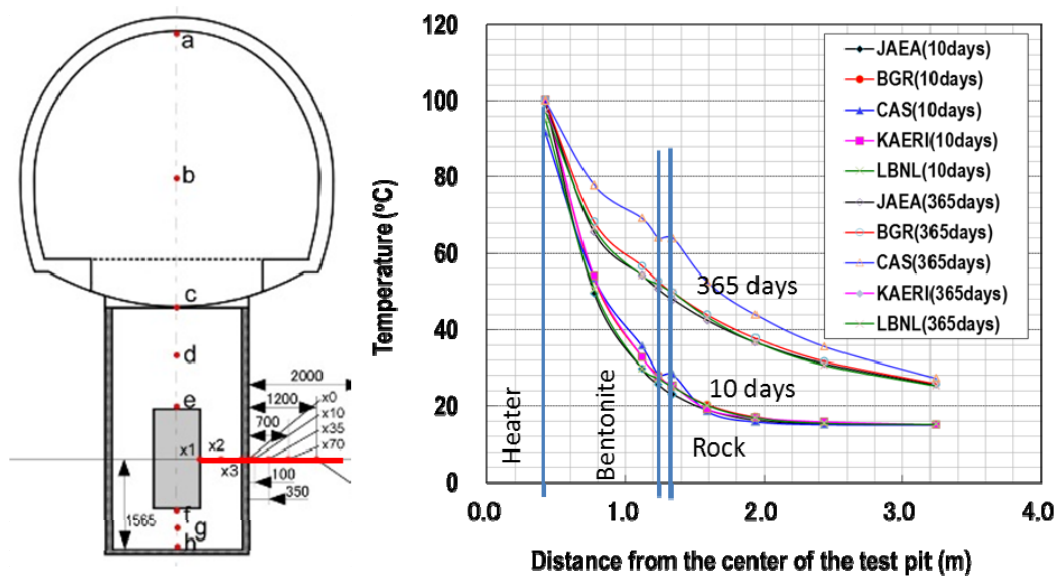 a
b
c
d
e
2000
1200
x0
x10
700
x35
x70
x1
x2
x3
100
350
1565
f
g
h
120
100
80
60
40
20
0
Temperature (ºC)
0.0
1.0
2.0
3.0
4.0
Distance from the center of the test pit (m)
Heater
Bentonite
Rock
365 days
10 days
JAEA(10days)
BGR(10days)
CAS(10days)
KAERI(10days)
LBNL(10days)
JAEA(365days)
BGR(365days)
CAS(365days)
KAERI(365days)
LBNL(365days)